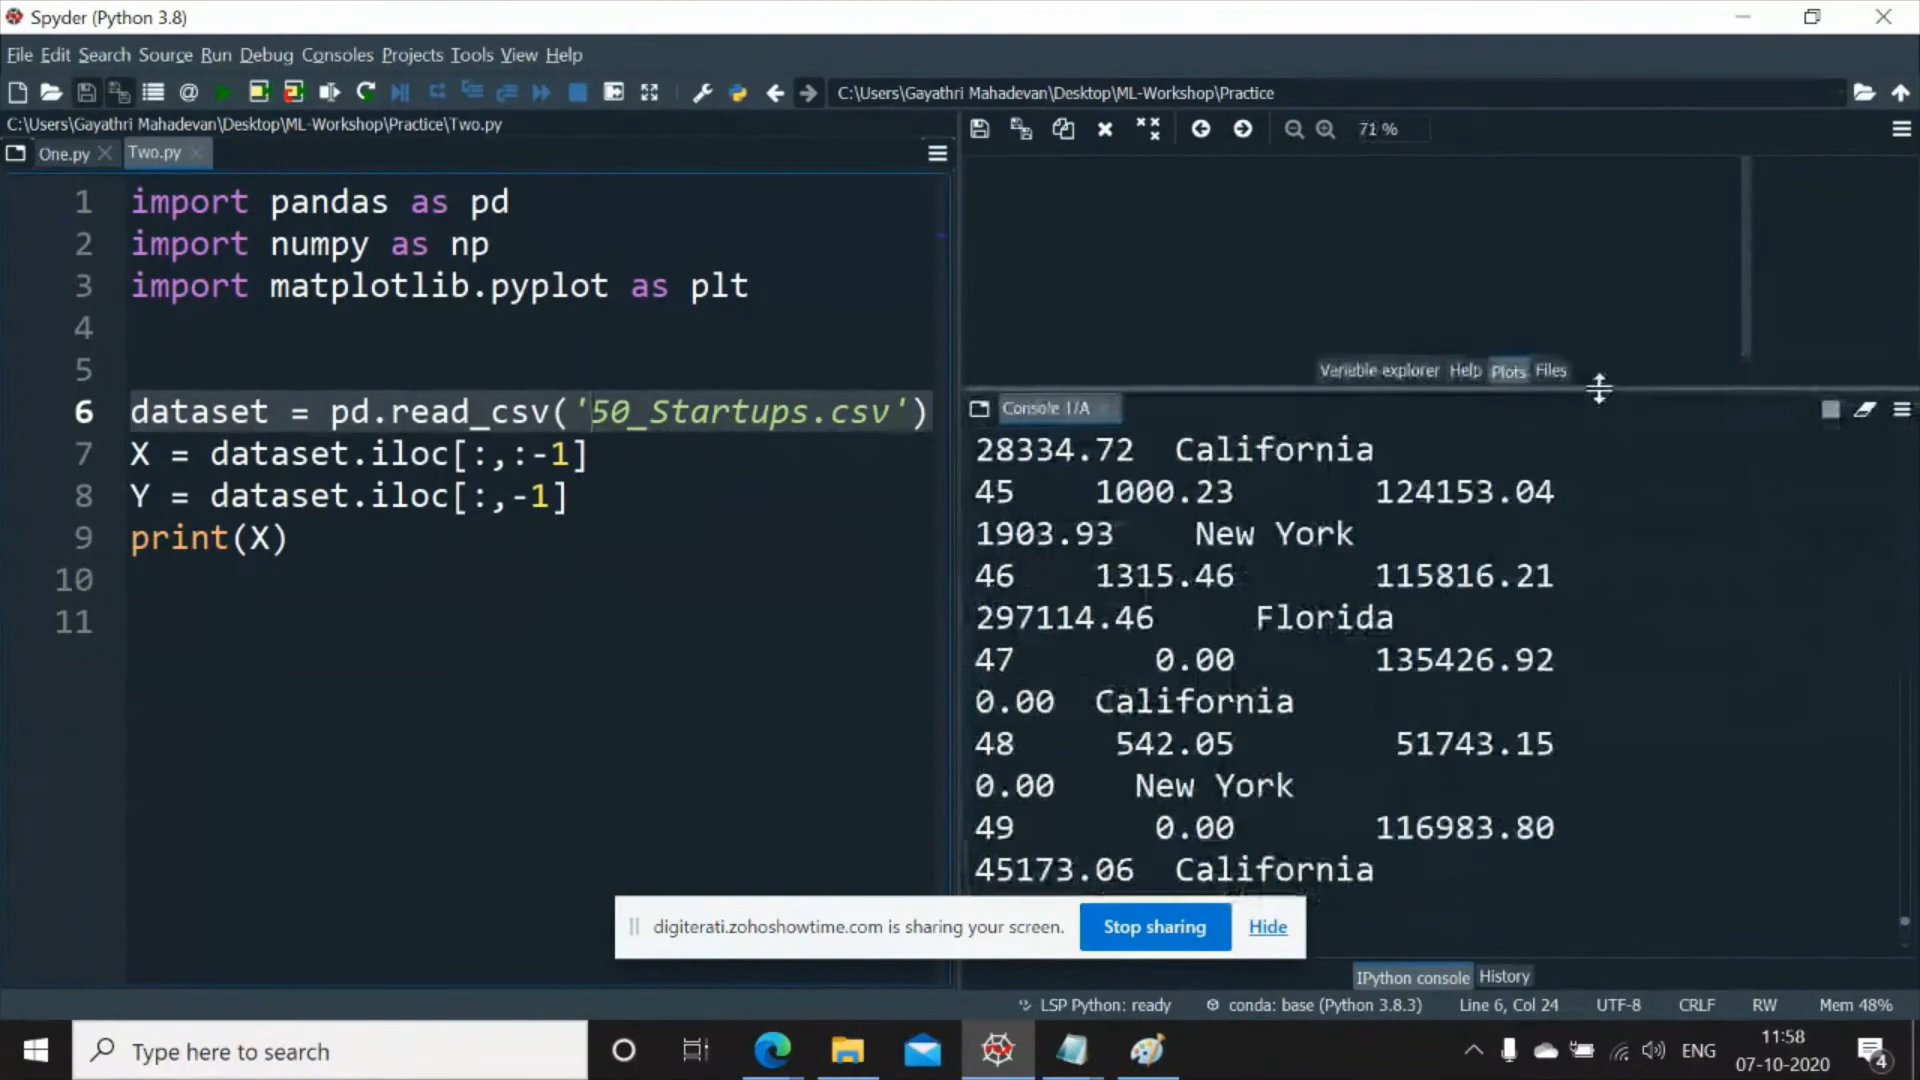 Spyder (Python 3.8)
File Edit Search Source Run Debug Consoles Projects Tools View Help
C:\Users\Gayathri Mahadevan\Desktop\ML-Workshop\Practice
C:\Users\Gayathri Mahadevan\Desktop\ML-Workshop\Practice\Two.py
71 %
One.py Two.py
1 import pandas as pd
2 import numpy as np
3 import matplotlib.pyplot as plt
4
5
6 dataset = pd.read_csv('50_Startups.csv')
7 X = dataset.iloc[:,:-1]
8 Y = dataset.iloc[:,-1]
9 print(X)
10
11
Variable explorer Help Plots Files
Console 1/A
28334.72 California
45 1000.23 124153.04
1903.93 New York
46 1315.46 115816.21
297114.46 Florida
47 0.00 135426.92
0.00 California
48 542.05 51743.15
0.00 New York
49 0.00 116983.80
45173.06 California
digiterati.zohoshowtime.com is sharing your screen. Stop sharing Hide
IPython console History
LSP Python: ready conda: base (Python 3.8.3) Line 6, Col 24 UTF-8 CRLF RW Mem 48%
Type here to search
ENG
11:58
07-10-2020
4